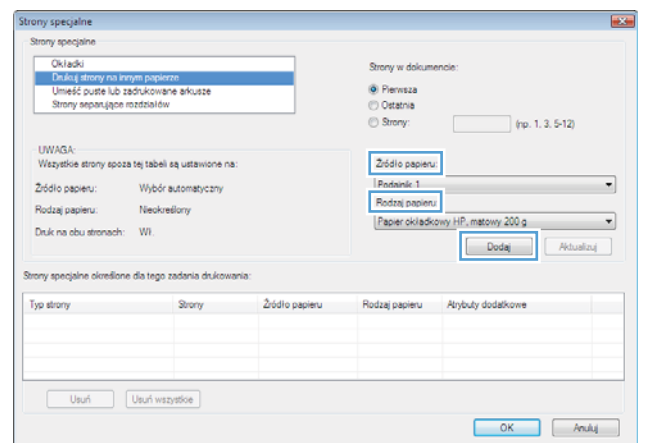 Strony specjalne
Strony specjalne
Okładki
Drukuj strony na innym papierze
Umieść puste lub zadrukowane arkusze
Strony separujące rozdziałów
Strony w dokumencie:
Pierwsza
Ostatnia
Strony: (np. 1, 3, 5-12)
UWAGA:
Wszystkie strony spoza tej tabeli są ustawione na:
Źródło papieru: Wybór automatyczny
Rodzaj papieru: Nieokreślony
Druk na obu stronach: Wł.
Źródło papieru:
Podajnik 1
Rodzaj papieru:
Papier okładkowy HP, matowy 200 g
Dodaj Aktualizuj
Strony specjalne określone dla tego zadania drukowania:
Typ strony Strony Źródło papieru Rodzaj papieru Atrybuty dodatkowe
Usuń Usuń wszystkie
OK Anuluj